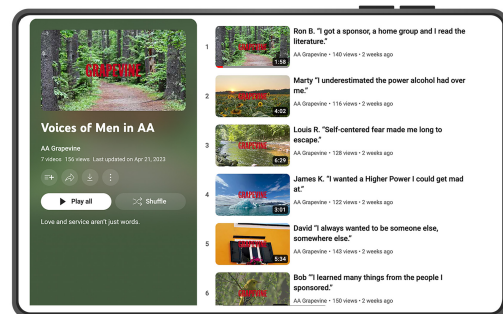 GRAPEVINE
Voices of Men in AA
AA Grapevine
7 videos 156 views Last updated on Apr 21, 2023
Play all
Shuffle
Love and service aren't just words.
1
GRAPEVINE
1:58
Ron B. "I got a sponsor, a home group and I read the
literature."
AA Grapevine • 140 views • 2 weeks ago
2
GRAPEVINE
4:02
Marty "I underestimated the power alcohol had over
me."
AA Grapevine • 116 views • 2 weeks ago
3
GRAPEVINE
6:29
Louis R. "Self-centered fear made me long to
escape."
AA Grapevine • 128 views • 2 weeks ago
4
GRAPEVINE
3:01
James K. "I wanted a Higher Power I could get mad
at."
AA Grapevine • 122 views • 2 weeks ago
5
GRAPEVINE
5:34
David "I always wanted to be someone else,
somewhere else."
AA Grapevine • 143 views • 2 weeks ago
6
GRAPEVINE
Bob "'I learned many things from the people I
sponsored."
AA Grapevine • 150 views • 2 weeks ago